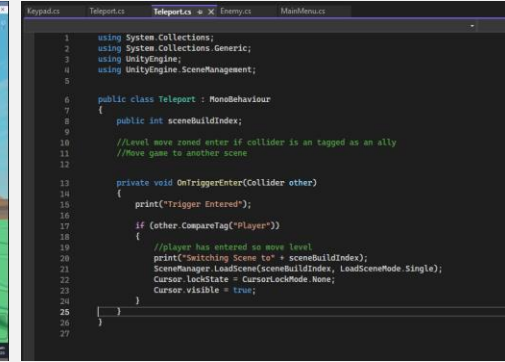 Keypad.cs Teleport.cs Teleport.cs Enemy.cs MainMenu.cs
1 using System.Collections;
2 using System.Collections.Generic;
3 using UnityEngine;
4 using UnityEngine.SceneManagement;
5
6 public class Teleport : MonoBehaviour
7 {
8 public int sceneBuildIndex;
9
10 //Level move zoned enter if collider is an tagged as an ally
11 //Move game to another scene
12
13 private void OnTriggerEnter(Collider other)
14 {
15 print("Trigger Entered");
16
17 if (other.CompareTag("Player"))
18 {
19 //player has entered so move level
20 print("Switching Scene to" + sceneBuildIndex);
21 SceneManager.LoadScene(sceneBuildIndex, LoadSceneMode.Single);
22 Cursor.lockState = CursorLockMode.None;
23 Cursor.visible = true;
24 }
25 }
26 }
27